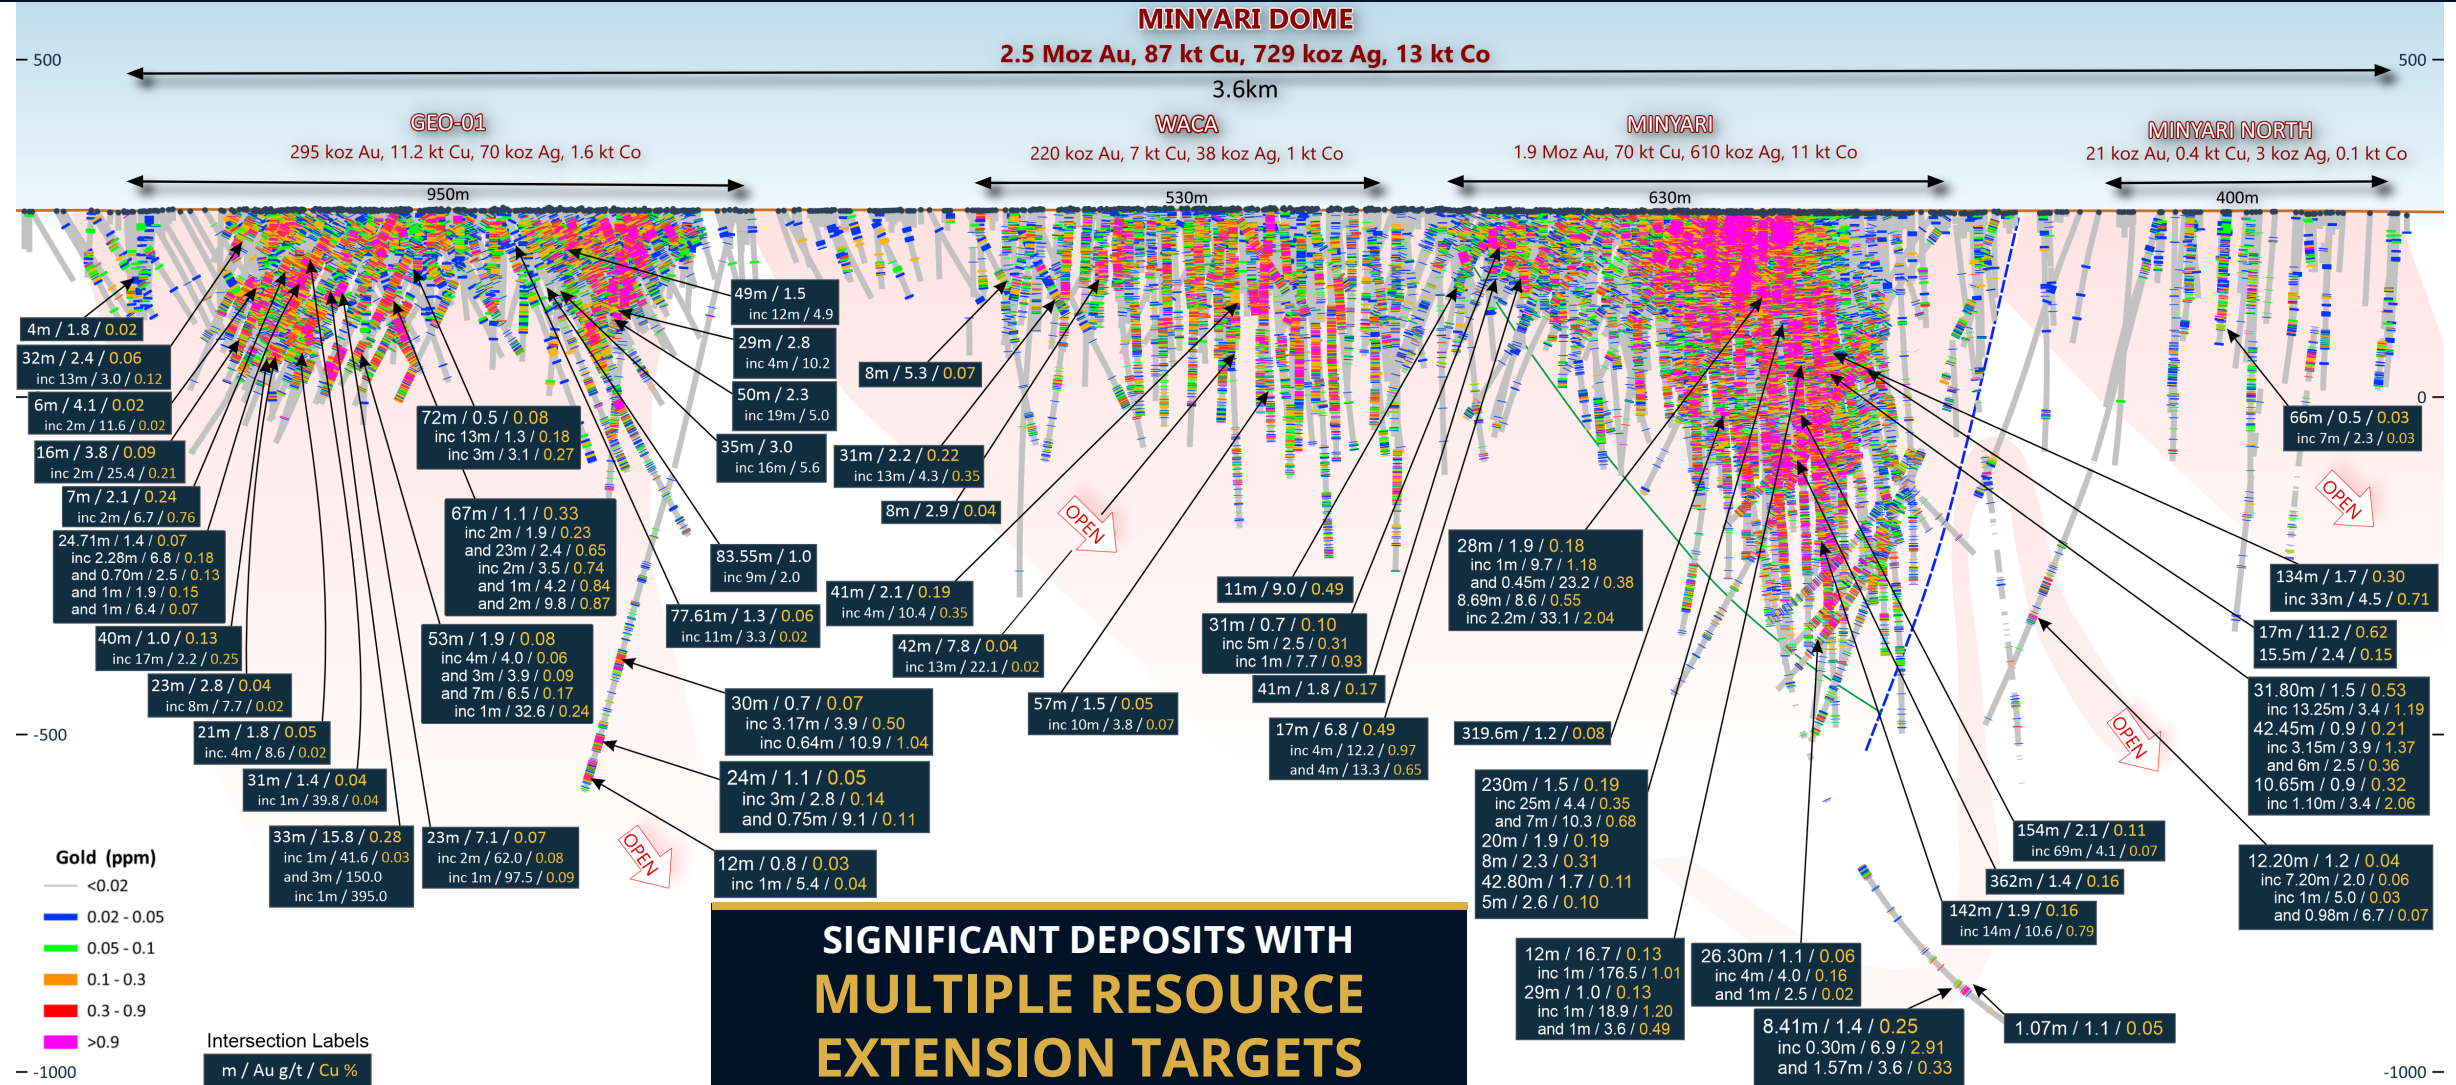 MINYARI DOME
2.5 Moz Au, 87 kt Cu, 729 koz Ag, 13 kt Co
500
500
3.6km
GEO-01
295 koz Au, 11.2 kt Cu, 70 koz Ag, 1.6 kt Co
950m
WACA
220 koz Au, 7 kt Cu, 38 koz Ag, 1 kt Co
530m
MINYARI
1.9 Moz Au, 70 kt Cu, 610 koz Ag, 11 kt Co
630m
MINYARI NORTH
21 koz Au, 0.4 kt Cu, 3 koz Ag, 0.1 kt Co
400m
4m / 1.8 / 0.02
32m / 2.4 / 0.06
inc 13m / 3.0 / 0.12
6m / 4.1 / 0.02
inc 2m / 11.6 / 0.02
16m / 3.8 / 0.09
inc 2m / 25.4 / 0.21
7m / 2.1 / 0.24
inc 2m / 6.7 / 0.76
24.71m / 1.4 / 0.07
inc 2.28m / 6.8 / 0.18
and 0.70m / 2.5 / 0.13
and 1m / 1.9 / 0.15
and 1m / 6.4 / 0.07
40m / 1.0 / 0.13
inc 17m / 2.2 / 0.25
23m / 2.8 / 0.04
inc 8m / 7.7 / 0.02
21m / 1.8 / 0.05
inc. 4m / 8.6 / 0.02
31m / 1.4 / 0.04
inc 1m / 39.8 / 0.04
33m / 15.8 / 0.28
inc 1m / 41.6 / 0.03
and 3m / 150.0
inc 1m / 395.0
23m / 7.1 / 0.07
inc 2m / 62.0 / 0.08
inc 1m / 97.5 / 0.09
72m / 0.5 / 0.08
inc 13m / 1.3 / 0.18
inc 3m / 3.1 / 0.27
67m / 1.1 / 0.33
inc 2m / 1.9 / 0.23
and 23m / 2.4 / 0.65
inc 2m / 3.5 / 0.74
and 1m / 4.2 / 0.84
and 2m / 9.8 / 0.87
53m / 1.9 / 0.08
inc 4m / 4.0 / 0.06
and 3m / 3.9 / 0.09
and 7m / 6.5 / 0.17
inc 1m / 32.6 / 0.24
49m / 1.5
inc 12m / 4.9
29m / 2.8
inc 4m / 10.2
50m / 2.3
inc 19m / 5.0
35m / 3.0
inc 16m / 5.6
83.55m / 1.0
inc 9m / 2.0
77.61m / 1.3 / 0.06
inc 11m / 3.3 / 0.02
30m / 0.7 / 0.07
inc 3.17m / 3.9 / 0.50
inc 0.64m / 10.9 / 1.04
24m / 1.1 / 0.05
inc 3m / 2.8 / 0.14
and 0.75m / 9.1 / 0.11
12m / 0.8 / 0.03
inc 1m / 5.4 / 0.04
OPEN
8m / 5.3 / 0.07
31m / 2.2 / 0.22
inc 13m / 4.3 / 0.35
8m / 2.9 / 0.04
OPEN
41m / 2.1 / 0.19
inc 4m / 10.4 / 0.35
42m / 7.8 / 0.04
inc 13m / 22.1 / 0.02
57m / 1.5 / 0.05
inc 10m / 3.8 / 0.07
11m / 9.0 / 0.49
31m / 0.7 / 0.10
inc 5m / 2.5 / 0.31
inc 1m / 7.7 / 0.93
41m / 1.8 / 0.17
17m / 6.8 / 0.49
inc 4m / 12.2 / 0.97
and 4m / 13.3 / 0.65
28m / 1.9 / 0.18
inc 1m / 9.7 / 1.18
and 0.45m / 23.2 / 0.38
8.69m / 8.6 / 0.55
inc 2.2m / 33.1 / 2.04
319.6m / 1.2 / 0.08
230m / 1.5 / 0.19
inc 25m / 4.4 / 0.35
and 7m / 10.3 / 0.68
20m / 1.9 / 0.19
8m / 2.3 / 0.31
42.80m / 1.7 / 0.11
5m / 2.6 / 0.10
12m / 16.7 / 0.13
inc 1m / 176.5 / 1.01
29m / 1.0 / 0.13
inc 1m / 18.9 / 1.20
and 1m / 3.6 / 0.49
26.30m / 1.1 / 0.06
inc 4m / 4.0 / 0.16
and 1m / 2.5 / 0.02
8.41m / 1.4 / 0.25
inc 0.30m / 6.9 / 2.91
and 1.57m / 3.6 / 0.33
1.07m / 1.1 / 0.05
142m / 1.9 / 0.16
inc 14m / 10.6 / 0.79
362m / 1.4 / 0.16
154m / 2.1 / 0.11
inc 69m / 4.1 / 0.07
66m / 0.5 / 0.03
inc 7m / 2.3 / 0.03
OPEN
134m / 1.7 / 0.30
inc 33m / 4.5 / 0.71
17m / 11.2 / 0.62
15.5m / 2.4 / 0.15
31.80m / 1.5 / 0.53
inc 13.25m / 3.4 / 1.19
42.45m / 0.9 / 0.21
inc 3.15m / 3.9 / 1.37
and 6m / 2.5 / 0.36
10.65m / 0.9 / 0.32
inc 1.10m / 3.4 / 2.06
OPEN
12.20m / 1.2 / 0.04
inc 7.20m / 2.0 / 0.06
inc 1m / 5.0 / 0.03
and 0.98m / 6.7 / 0.07
0
-500
-1000
-1000
Gold (ppm)
<0.02
0.02 - 0.05
0.05 - 0.1
0.1 - 0.3
0.3 - 0.9
>0.9
Intersection Labels
m / Au g/t / Cu %
SIGNIFICANT DEPOSITS WITH
MULTIPLE RESOURCE
EXTENSION TARGETS